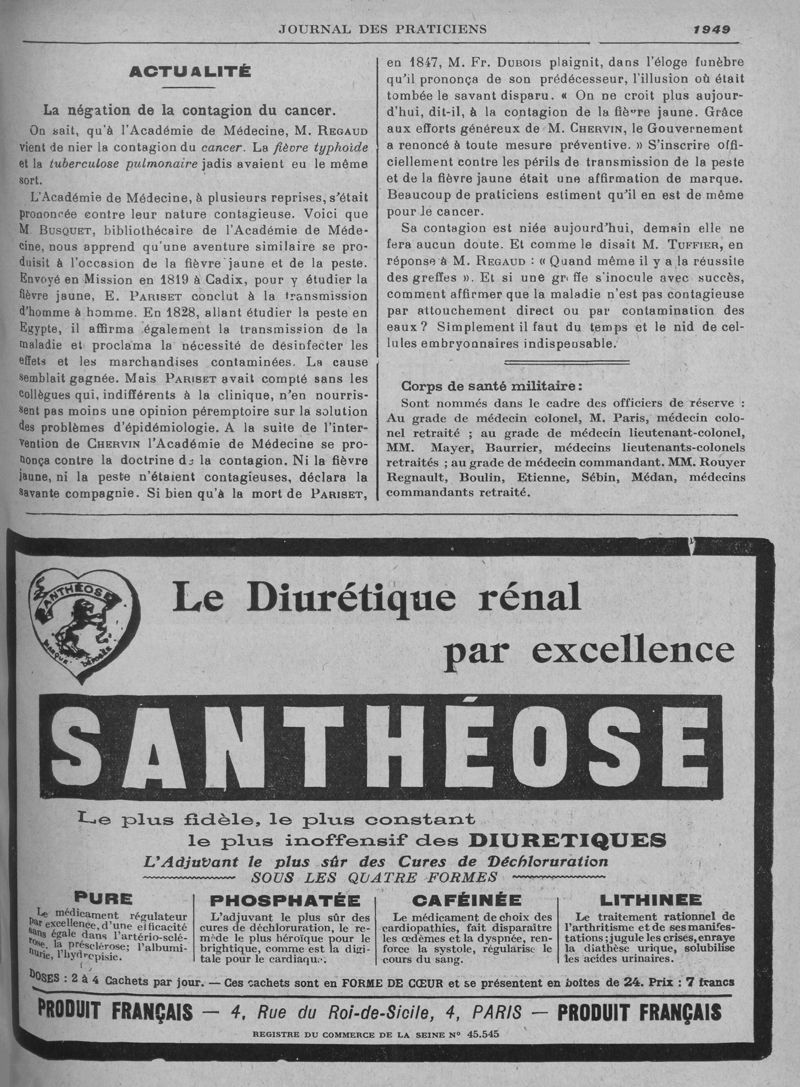 JOURNAL DES PRATICIENS
1949
ACTUALITÉ
La négation de la contagion du cancer.
On sait, qu'à l'Académie de Médecine, M. REGAUD
vient de nier la contagion du cancer. La fièvre typhoïde
et la tuberculose pulmonaire jadis avaient eu le même
sort.
L'Académie de Médecine, à plusieurs reprises, s'était
prononcée contre leur nature contagieuse. Voici que
M. BUSQUET, bibliothécaire de l'Académie de Méde-
cine, nous apprend qu'une aventure similaire se pro-
duisit à l'occasion de la fièvre jaune et de la peste.
Envoyé en Mission en 1819 à Cadix, pour y étudier la
fièvre jaune, E. PARISET conclut à la transmission
d'homme à homme. En 1828, allant étudier la peste en
Egypte, il affirma également la transmission de la
maladie et proclama la nécessité de désinfecter les
effets et les marchandises contaminées. La cause
semblait gagnée. Mais PARISET avait compté sans les
collègues qui, indifférents à la clinique, n'en nourris-
sent pas moins une opinion péremptoire sur la solution
des problèmes d'épidémiologie. A la suite de l'inter-
vention de CHERVIN l'Académie de Médecine se pro-
nonça contre la doctrine de la contagion. Ni la fièvre
jaune, ni la peste n'étaient contagieuses, déclara la
savante compagnie. Si bien qu'à la mort de PARISET,
en 1847, M. Fr. DUBOIS plaignit, dans l'éloge funèbre
qu'il prononça de son prédécesseur, l'illusion où était
tombée le savant disparu. « On ne croit plus aujour-
d'hui, dit-il, à la contagion de la fièvre jaune. Grâce
aux efforts généreux de M. CHERVIN, le Gouvernement
a renoncé à toute mesure préventive. » S'inscrire offi-
ciellement contre les périls de transmission de la peste
et de la fièvre jaune était une affirmation de marque.
Beaucoup de praticiens estiment qu'il en est de même
pour le cancer.
Sa contagion est niée aujourd'hui, demain elle ne
fera aucun doute. Et comme le disait M. TUFFIER, en
réponse à M. REGAUD : « Quand même il y a la réussite
des greffes ». Et si une greffe s'inocule avec succès,
comment affirmer que la maladie n'est pas contagieuse
par attouchement direct ou par contamination des
eaux ? Simplement il faut du temps et le nid de cel-
lules embryonnaires indispensable.
Corps de santé militaire :
Sont nommés dans le cadre des officiers de réserve :
Au grade de médecin colonel, M. Paris, médecin colo-
nel retraité ; au grade de médecin lieutenant-colonel,
MM. Mayer, Baurrier, médecins lieutenants-colonels
retraités ; au grade de médecin commandant. MM. Rouyer
Regnault, Boulin, Etienne, Sébin, Médan, médecins
commandants retraité.
SANTHÉOSE
MARQUE DÉPOSÉE
Le Diurétique rénal
par excellence
SANTHÉOSE
Le plus fidèle, le plus constant
le plus inoffensif des DIURETIQUES
L'Adjuvant le plus sûr des Cures de Déchloruration
SOUS LES QUATRE FORMES
PURE
Le médicament régulateur
par excellence, d'une efficacité
sans égale dans l'artério-sclé-
rose, la présclérose; l'albumi-
nurie, l'hydropisie.
PHOSPHATÉE
L'adjuvant le plus sûr des
cures de déchloruration, le re-
mède le plus héroïque pour le
brightique, comme est la digi-
tale pour le cardiaque.
CAFÉINÉE
Le médicament de choix des
cardiopathies, fait disparaître
les œdèmes et la dyspnée, ren-
force la systole, régularise le
cours du sang.
LITHINEE
Le traitement rationnel de
l'arthritisme et de ses manifes-
tations ; jugule les crises, enraye
la diathèse urique, solubilise
les acides urinaires.
DOSES : 2 à 4 Cachets par jour. — Ces cachets sont en FORME DE CŒUR et se présentent en boîtes de 24. Prix : 7 francs
PRODUIT FRANÇAIS — 4, Rue du Roi-de-Sicile, 4, PARIS — PRODUIT FRANÇAIS
REGISTRE DU COMMERCE DE LA SEINE Nº 45.545